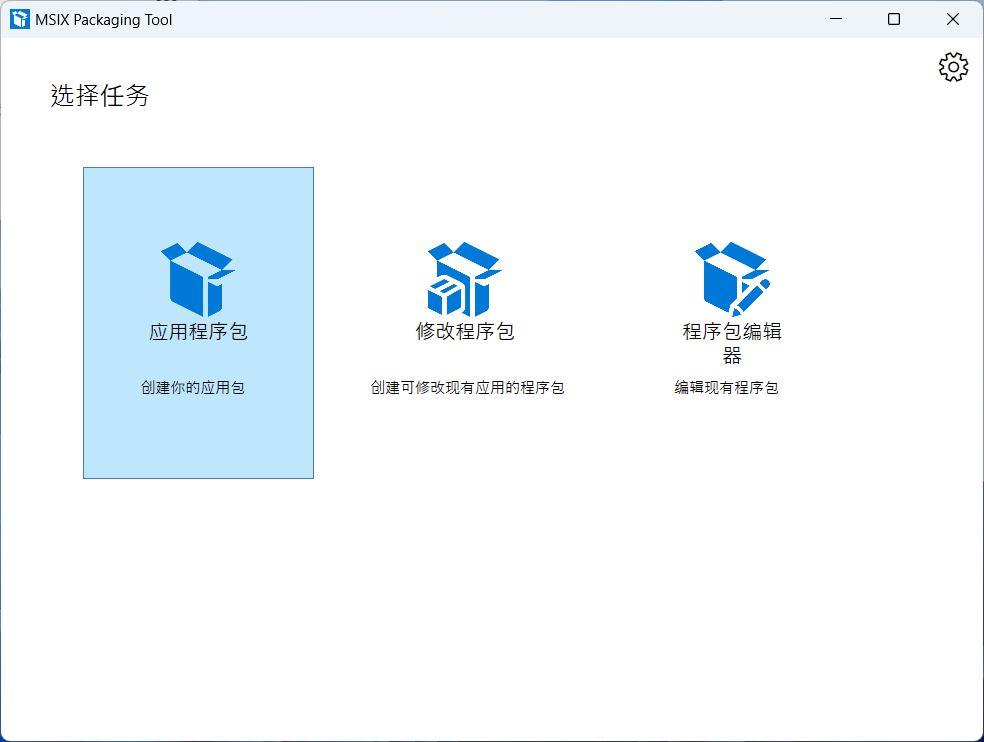 MSIX Packaging Tool
选择任务
应用程序包
创建你的应用包
修改程序包
创建可修改现有应用的程序包
程序包编辑
器
编辑现有程序包